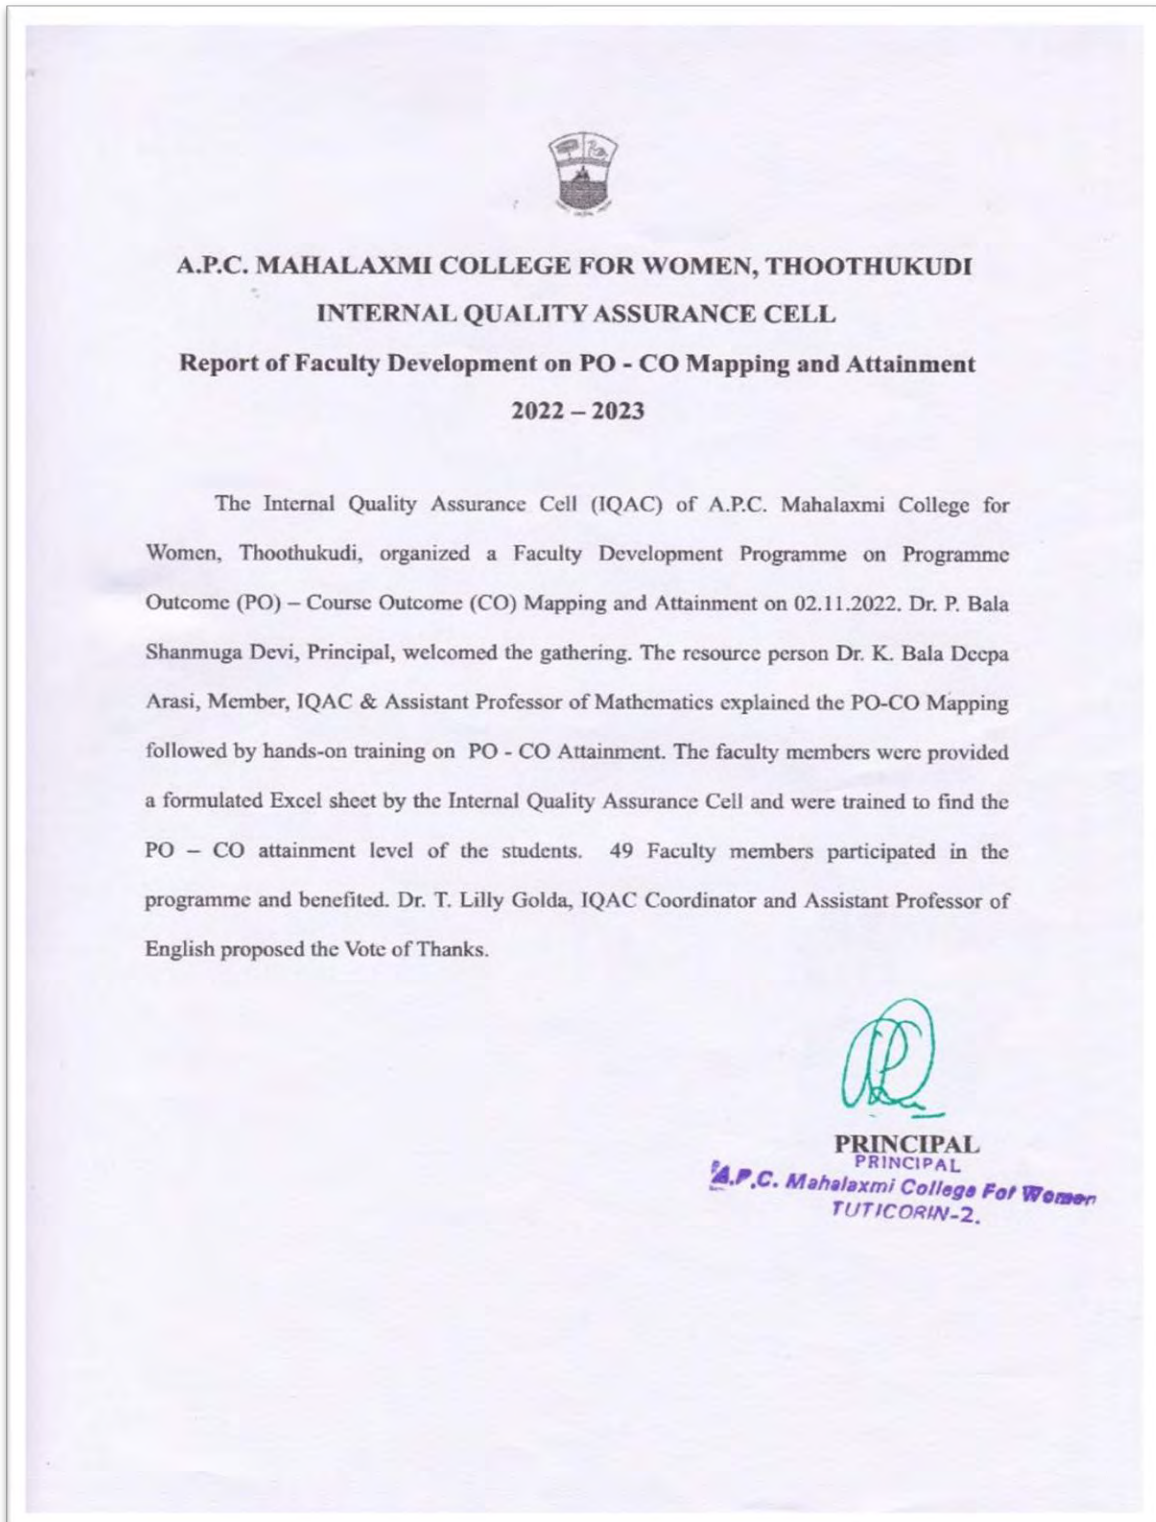 A.P.C. MAHALAXMI COLLEGE FOR WOMEN, THOOTHUKUDI
INTERNAL QUALITY ASSURANCE CELL
Report of Faculty Development on PO - CO Mapping and Attainment
2022 – 2023
The Internal Quality Assurance Cell (IQAC) of A.P.C. Mahalaxmi College for
Women, Thoothukudi, organized a Faculty Development Programme on Programme
Outcome (PO) – Course Outcome (CO) Mapping and Attainment on 02.11.2022. Dr. P. Bala
Shanmuga Devi, Principal, welcomed the gathering. The resource person Dr. K. Bala Deepa
Arasi, Member, IQAC & Assistant Professor of Mathematics explained the PO-CO Mapping
followed by hands-on training on PO - CO Attainment. The faculty members were provided
a formulated Excel sheet by the Internal Quality Assurance Cell and were trained to find the
PO – CO attainment level of the students. 49 Faculty members participated in the
programme and benefited. Dr. T. Lilly Golda, IQAC Coordinator and Assistant Professor of
English proposed the Vote of Thanks.
PRINCIPAL
PRINCIPAL
A.P.C. Mahalaxmi College For Women
TUTICORIN-2.